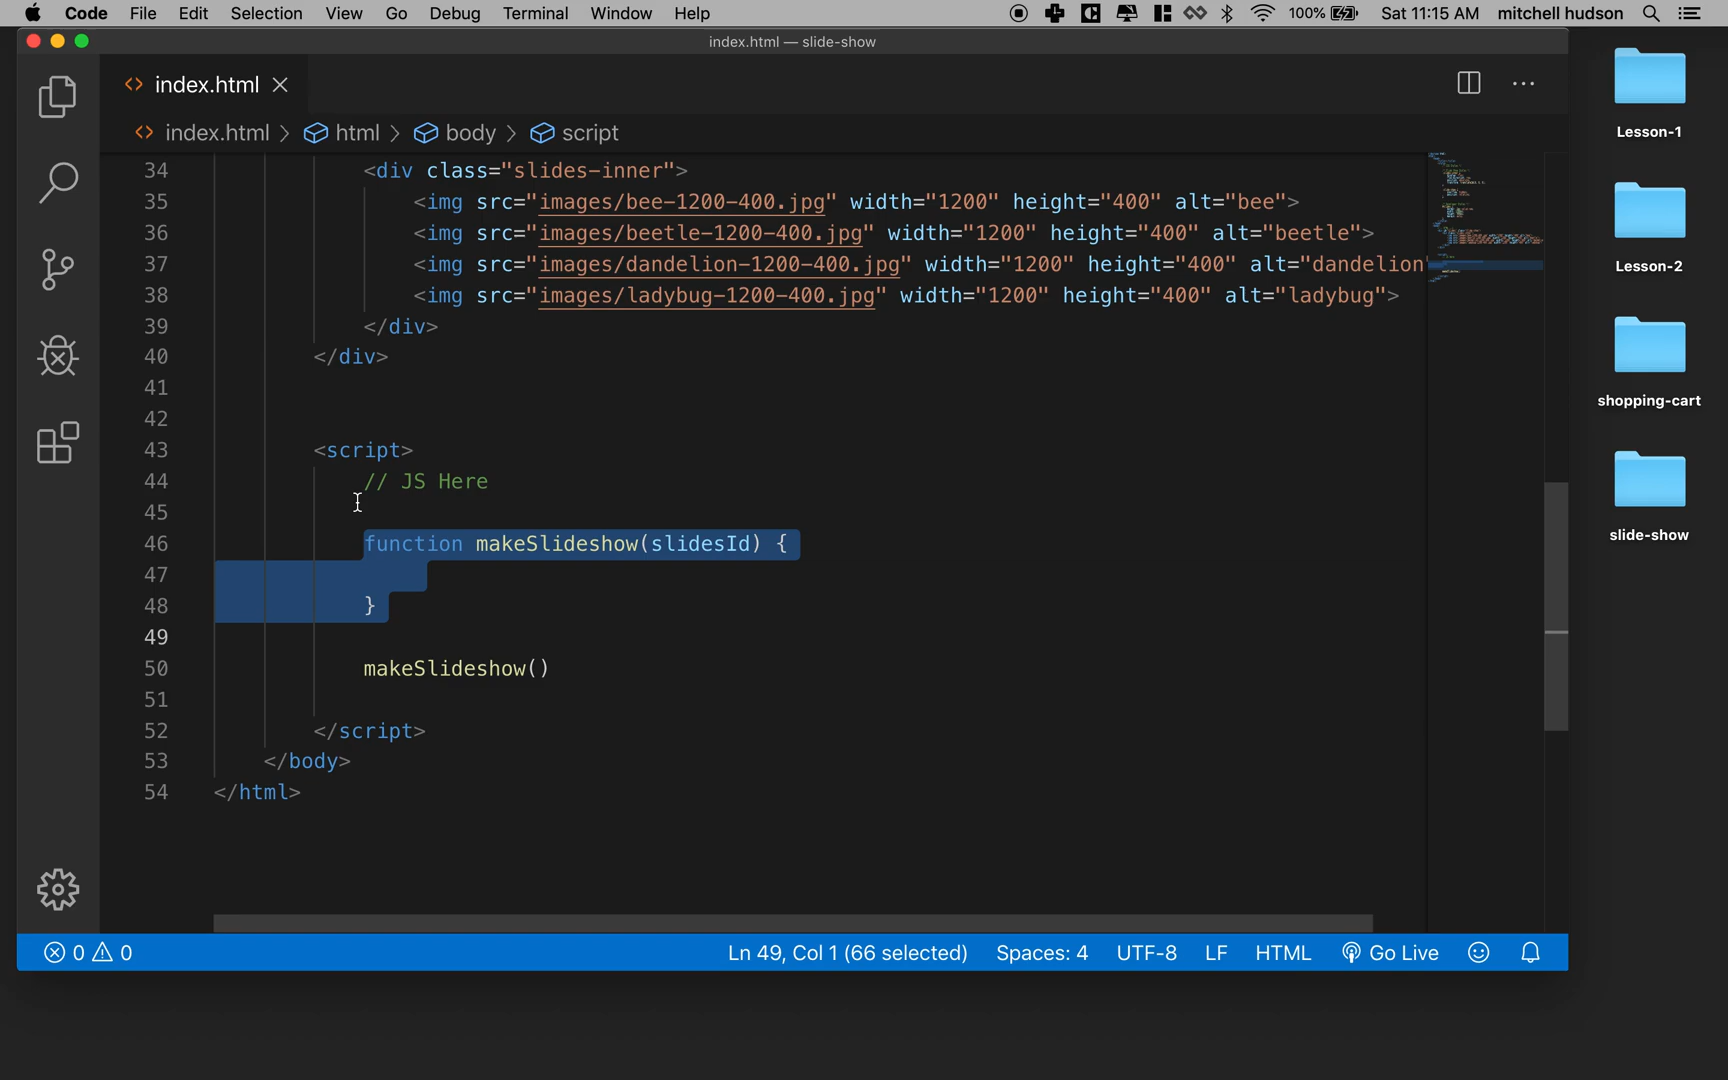 Code File Edit Selection View Go Debug Terminal Window Help 100% Sat 11:15 AM mitchell hudson
index.html — slide-show
index.html
index.html > html > body > script
34 <div class="slides-inner">
35 <img src="images/bee-1200-400.jpg" width="1200" height="400" alt="bee">
36 <img src="images/beetle-1200-400.jpg" width="1200" height="400" alt="beetle">
37 <img src="images/dandelion-1200-400.jpg" width="1200" height="400" alt="dandelion
38 <img src="images/ladybug-1200-400.jpg" width="1200" height="400" alt="ladybug">
39 </div>
40 </div>
41
42
43 <script>
44 // JS Here
45
46 function makeSlideshow(slidesId) {
47
48 }
49
50 makeSlideshow()
51
52 </script>
53 </body>
54 </html>
0 0 Ln 49, Col 1 (66 selected) Spaces: 4 UTF-8 LF HTML Go Live
Lesson-1
Lesson-2
shopping-cart
slide-show